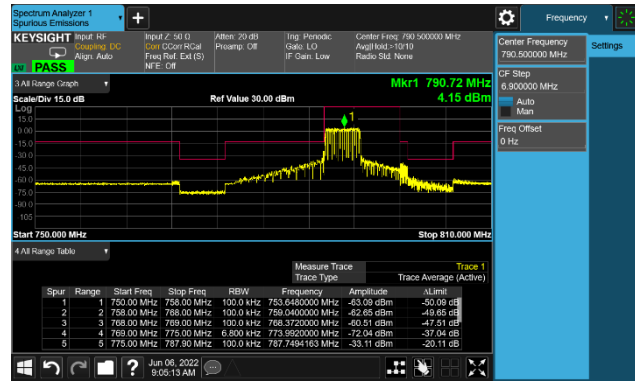 Spectrum Analyzer 1
Spurious Emissions
Frequency
KEYSIGHT Input: RF Input Z: 50 Ω Atten: 20 dB Trig: Periodic Center Freq: 790.500000 MHz
Coupling: DC Corr CCorr RCal Preamp: Off Gate: LO Avg|Hold:>10/10
Align: Auto Freq Ref: Ext (S) IF Gain: Low Radio Std: None
NFE: Off
PASS
Center Frequency
790.500000 MHz
Settings
CF Step
6.900000 MHz
Auto
Man
Freq Offset
0 Hz
3 All Range Graph
Mkr1 790.72 MHz
Scale/Div 15.0 dB Ref Value 30.00 dBm 4.15 dBm
Log
15.0
0.00
-15.0
-30.0
-45.0
-60.0
-75.0
-90.0
-105
1
Start 750.000 MHz Stop 810.000 MHz
4 All Range Table
Measure Trace Trace 1
Trace Type Trace Average (Active)
Spur Range Start Freq Stop Freq RBW Frequency Amplitude ΔLimit
1 1 750.00 MHz 758.00 MHz 100.0 kHz 753.6480000 MHz -63.09 dBm -50.09 dB
2 2 758.00 MHz 768.00 MHz 100.0 kHz 759.0400000 MHz -62.65 dBm -49.65 dB
3 3 768.00 MHz 769.00 MHz 100.0 kHz 768.3720000 MHz -60.51 dBm -47.51 dB
4 4 769.00 MHz 775.00 MHz 6.800 kHz 773.9920000 MHz -72.04 dBm -37.04 dB
5 5 775.00 MHz 787.90 MHz 100.0 kHz 787.7494163 MHz -33.11 dBm -20.11 dB
Jun 06, 2022
9:05:13 AM